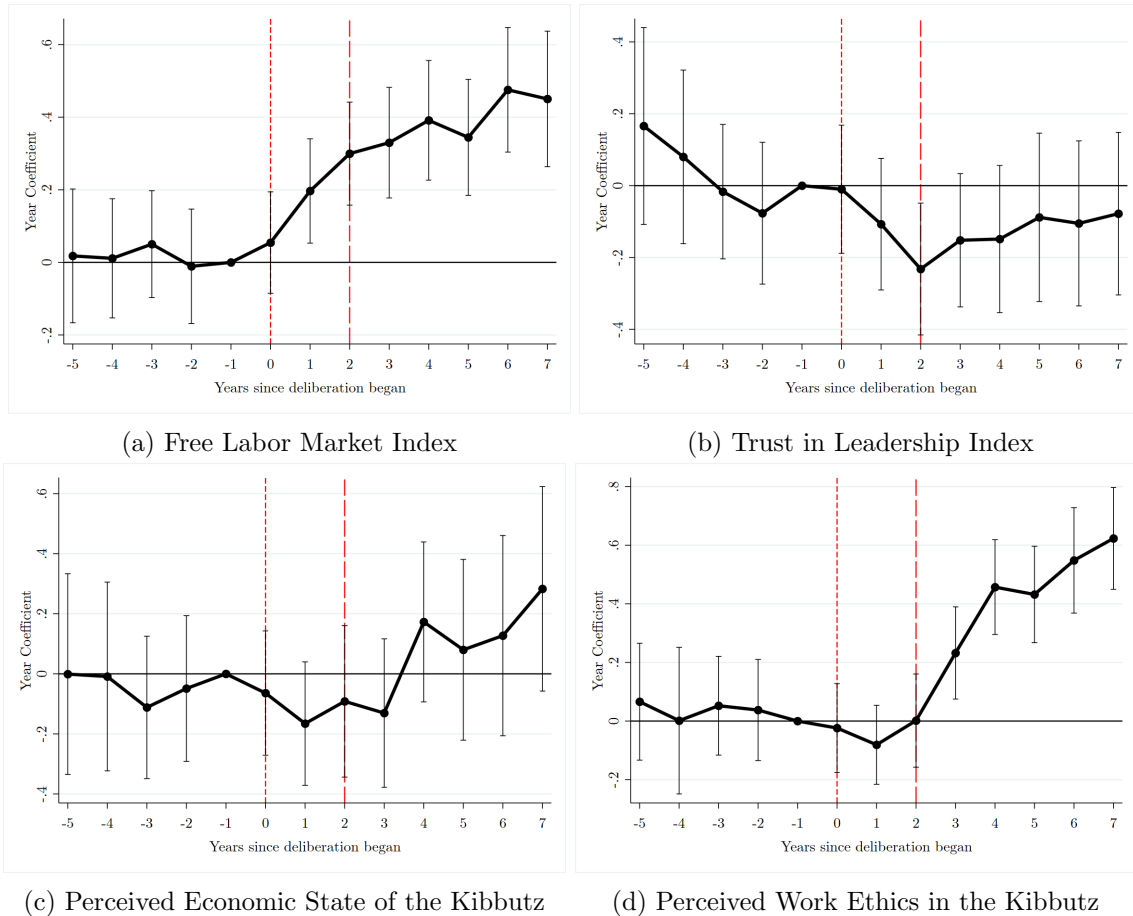 Year Coefficient
.6
.4
.2
0
-.2
-5 -4 -3 -2 -1 0 1 2 3 4 5 6 7
Years since deliberation began
(a) Free Labor Market Index
Year Coefficient
.4
.2
0
-.2
-.4
-5 -4 -3 -2 -1 0 1 2 3 4 5 6 7
Years since deliberation began
(b) Trust in Leadership Index
Year Coefficient
.6
.4
.2
0
-.2
-.4
-5 -4 -3 -2 -1 0 1 2 3 4 5 6 7
Years since deliberation began
(c) Perceived Economic State of the Kibbutz
Year Coefficient
.8
.6
.4
.2
0
-.2
-5 -4 -3 -2 -1 0 1 2 3 4 5 6 7
Years since deliberation began
(d) Perceived Work Ethics in the Kibbutz